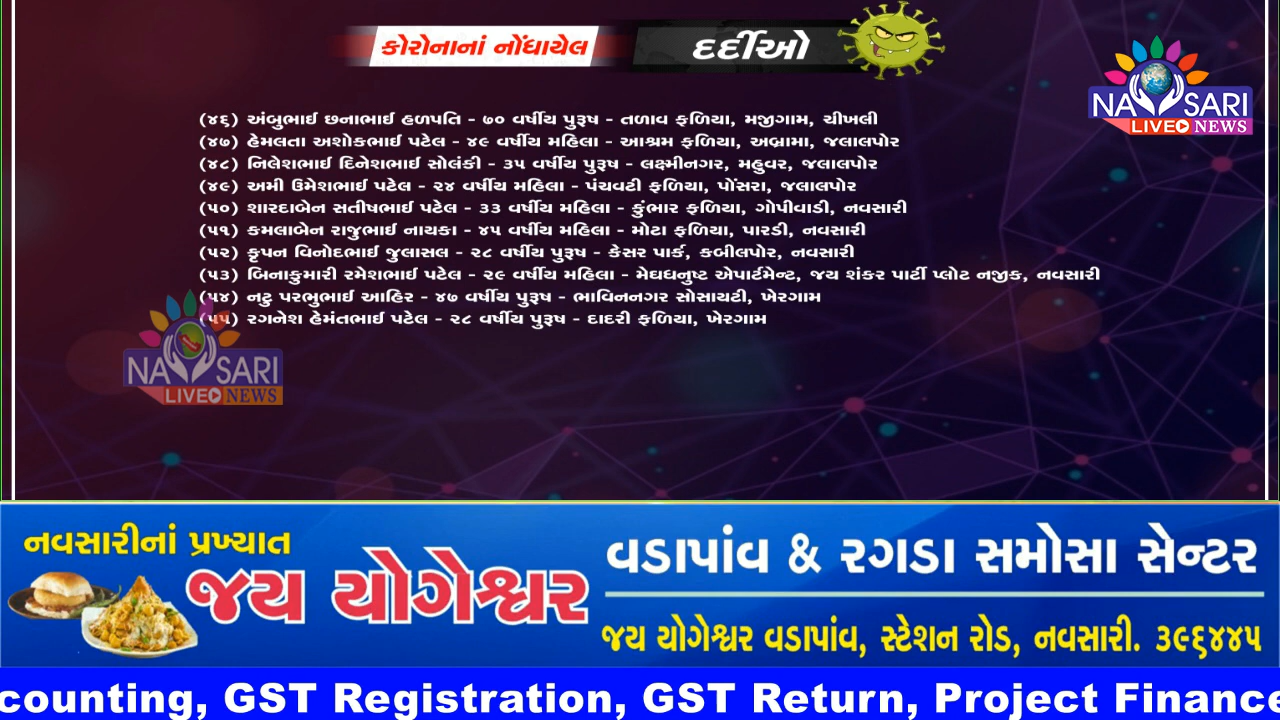 કોરોનાનાં નોંધાયેલ દર્દીઓ
NAVSARI
LIVE NEWS
(૪૬) અંબુભાઈ છનાભાઈ હળપતિ - ૭૦ વર્ષીય પુરૂષ - તળાવ ફળિયા, મજીગામ, ચીખલી
(૪૭) હેમલતા અશોકભાઈ પટેલ - ૪૯ વર્ષીય મહિલા - આશ્રમ ફળિયા, અબ્રામા, જલાલપોર
(૪૮) નિલેશભાઈ દિનેશભાઈ સોલંકી - ૩૫ વર્ષીય પુરૂષ - લક્ષ્મીનગર, મહુવર, જલાલપોર
(૪૯) અમી ઉમેશભાઈ પટેલ - ૨૪ વર્ષીય મહિલા - પંચવટી ફળિયા, પોંસરા, જલાલપોર
(૫૦) શારદાબેન સતીષભાઈ પટેલ - ૩૩ વર્ષીય મહિલા - કુંભાર ફળિયા, ગોપીવાડી, નવસારી
(૫૧) કમલાબેન રાજુભાઈ નાયકા - ૪૫ વર્ષીય મહિલા - મોટા ફળિયા, પારડી, નવસારી
(૫૨) કૃપન વિનોદભાઈ જુલાસલ - ૨૮ વર્ષીય પુરૂષ - કેસર પાર્ક, કબીલપોર, નવસારી
(૫૩) બિનાકુમારી રમેશભાઈ પટેલ - ૨૯ વર્ષીય મહિલા - મેઘધનુષ્ટ એપાર્ટમેન્ટ, જય શંકર પાર્ટી પ્લોટ નજીક, નવસારી
(૫૪) નટુ પરભુભાઈ આહિર - ૪૭ વર્ષીય પુરૂષ - ભાવિનનગર સોસાયટી, ખેરગામ
(૫૫) રગનેશ હેમંતભાઈ પટેલ - ૨૮ વર્ષીય પુરૂષ - દાદરી ફળિયા, ખેરગામ
NAVSARI
LIVE NEWS
નવસારીનાં પ્રખ્યાત
જય યોગેશ્વર
વડાપાંવ & રગડા સમોસા સેન્ટર
જય યોગેશ્વર વડાપાંવ, સ્ટેશન રોડ, નવસારી. ૩૯૬૪૪૫
counting, GST Registration, GST Return, Project Finance